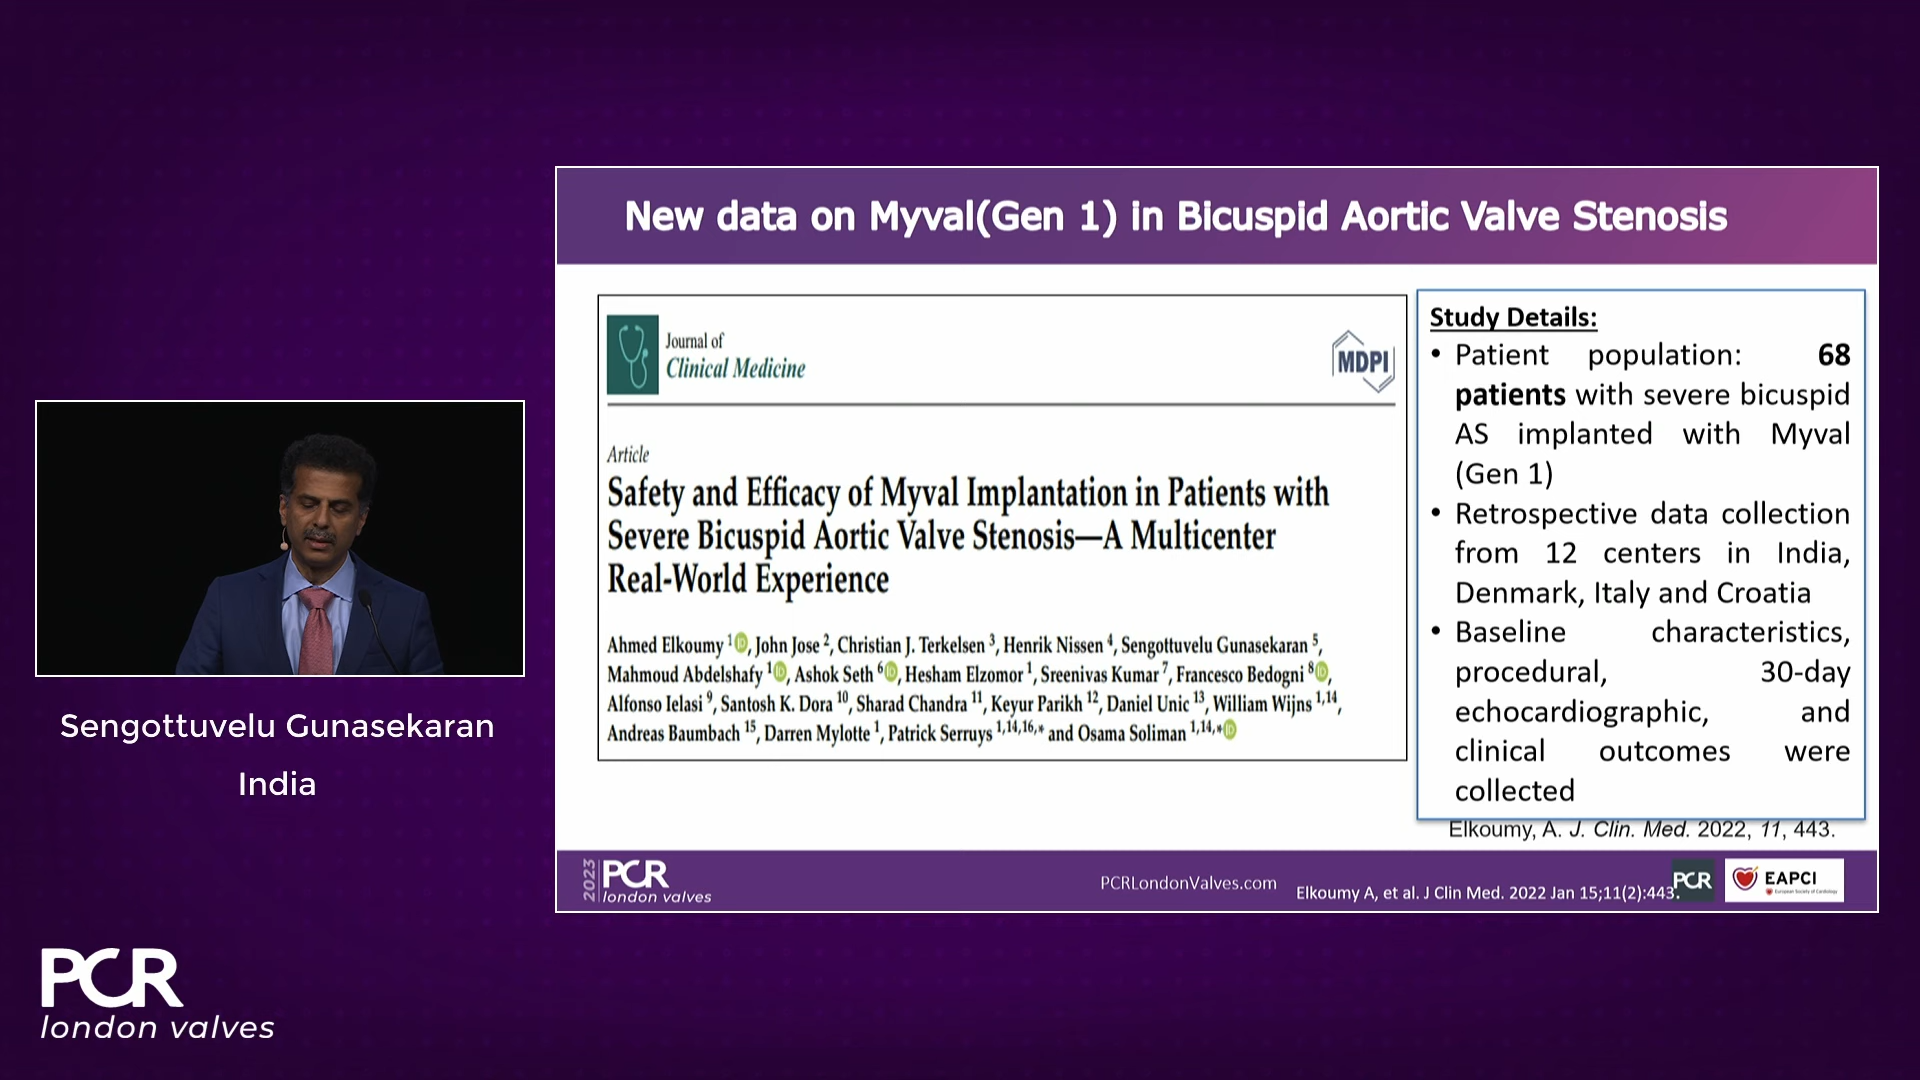 New data on Myval(Gen 1) in Bicuspid Aortic Valve Stenosis
Journal of
Clinical Medicine
MDPI
Article
Safety and Efficacy of Myval Implantation in Patients with
Severe Bicuspid Aortic Valve Stenosis—A Multicenter
Real-World Experience
Ahmed Elkoumy 1 iD, John Jose 2, Christian J. Terkelsen 3, Henrik Nissen 4, Sengottuvelu Gunasekaran 5,
Mahmoud Abdelshafy 1 iD, Ashok Seth 6 iD, Hesham Elzomor 1, Sreenivas Kumar 7, Francesco Bedogni 8 iD,
Alfonso Ielasi 9, Santosh K. Dora 10, Sharad Chandra 11, Keyur Parikh 12, Daniel Unic 13, William Wijns 1,14,
Andreas Baumbach 15, Darren Mylotte 1, Patrick Serruys 1,14,16,* and Osama Soliman 1,14,* iD
Study Details:
• Patient population: 68
patients with severe bicuspid
AS implanted with Myval
(Gen 1)
• Retrospective data collection
from 12 centers in India,
Denmark, Italy and Croatia
• Baseline characteristics,
procedural, 30-day
echocardiographic, and
clinical outcomes were
collected
Elkoumy, A. J. Clin. Med. 2022, 11, 443.
2023
PCR
london valves
PCRLondonValves.com
Elkoumy A, et al. J Clin Med. 2022 Jan 15;11(2):443.
PCR
EAPCI
Sengottuvelu Gunasekaran
India
PCR
london valves